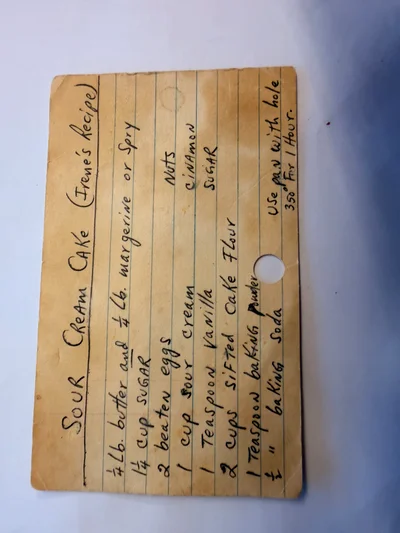 SOUR CREAM CAKE (Irene's Recipe)
¼ Lb. butter and ¼ Lb. margerine or Spry
1¼ cup SUGAR
2 beaten eggs NUTS
1 cup sour cream CINNAMON
1 Teaspoon Vanilla SUGAR
2 cups sifted Cake Flour
1 Teaspoon baking powder
½ " baking Soda USE pan with hole
350° For 1 Hour.